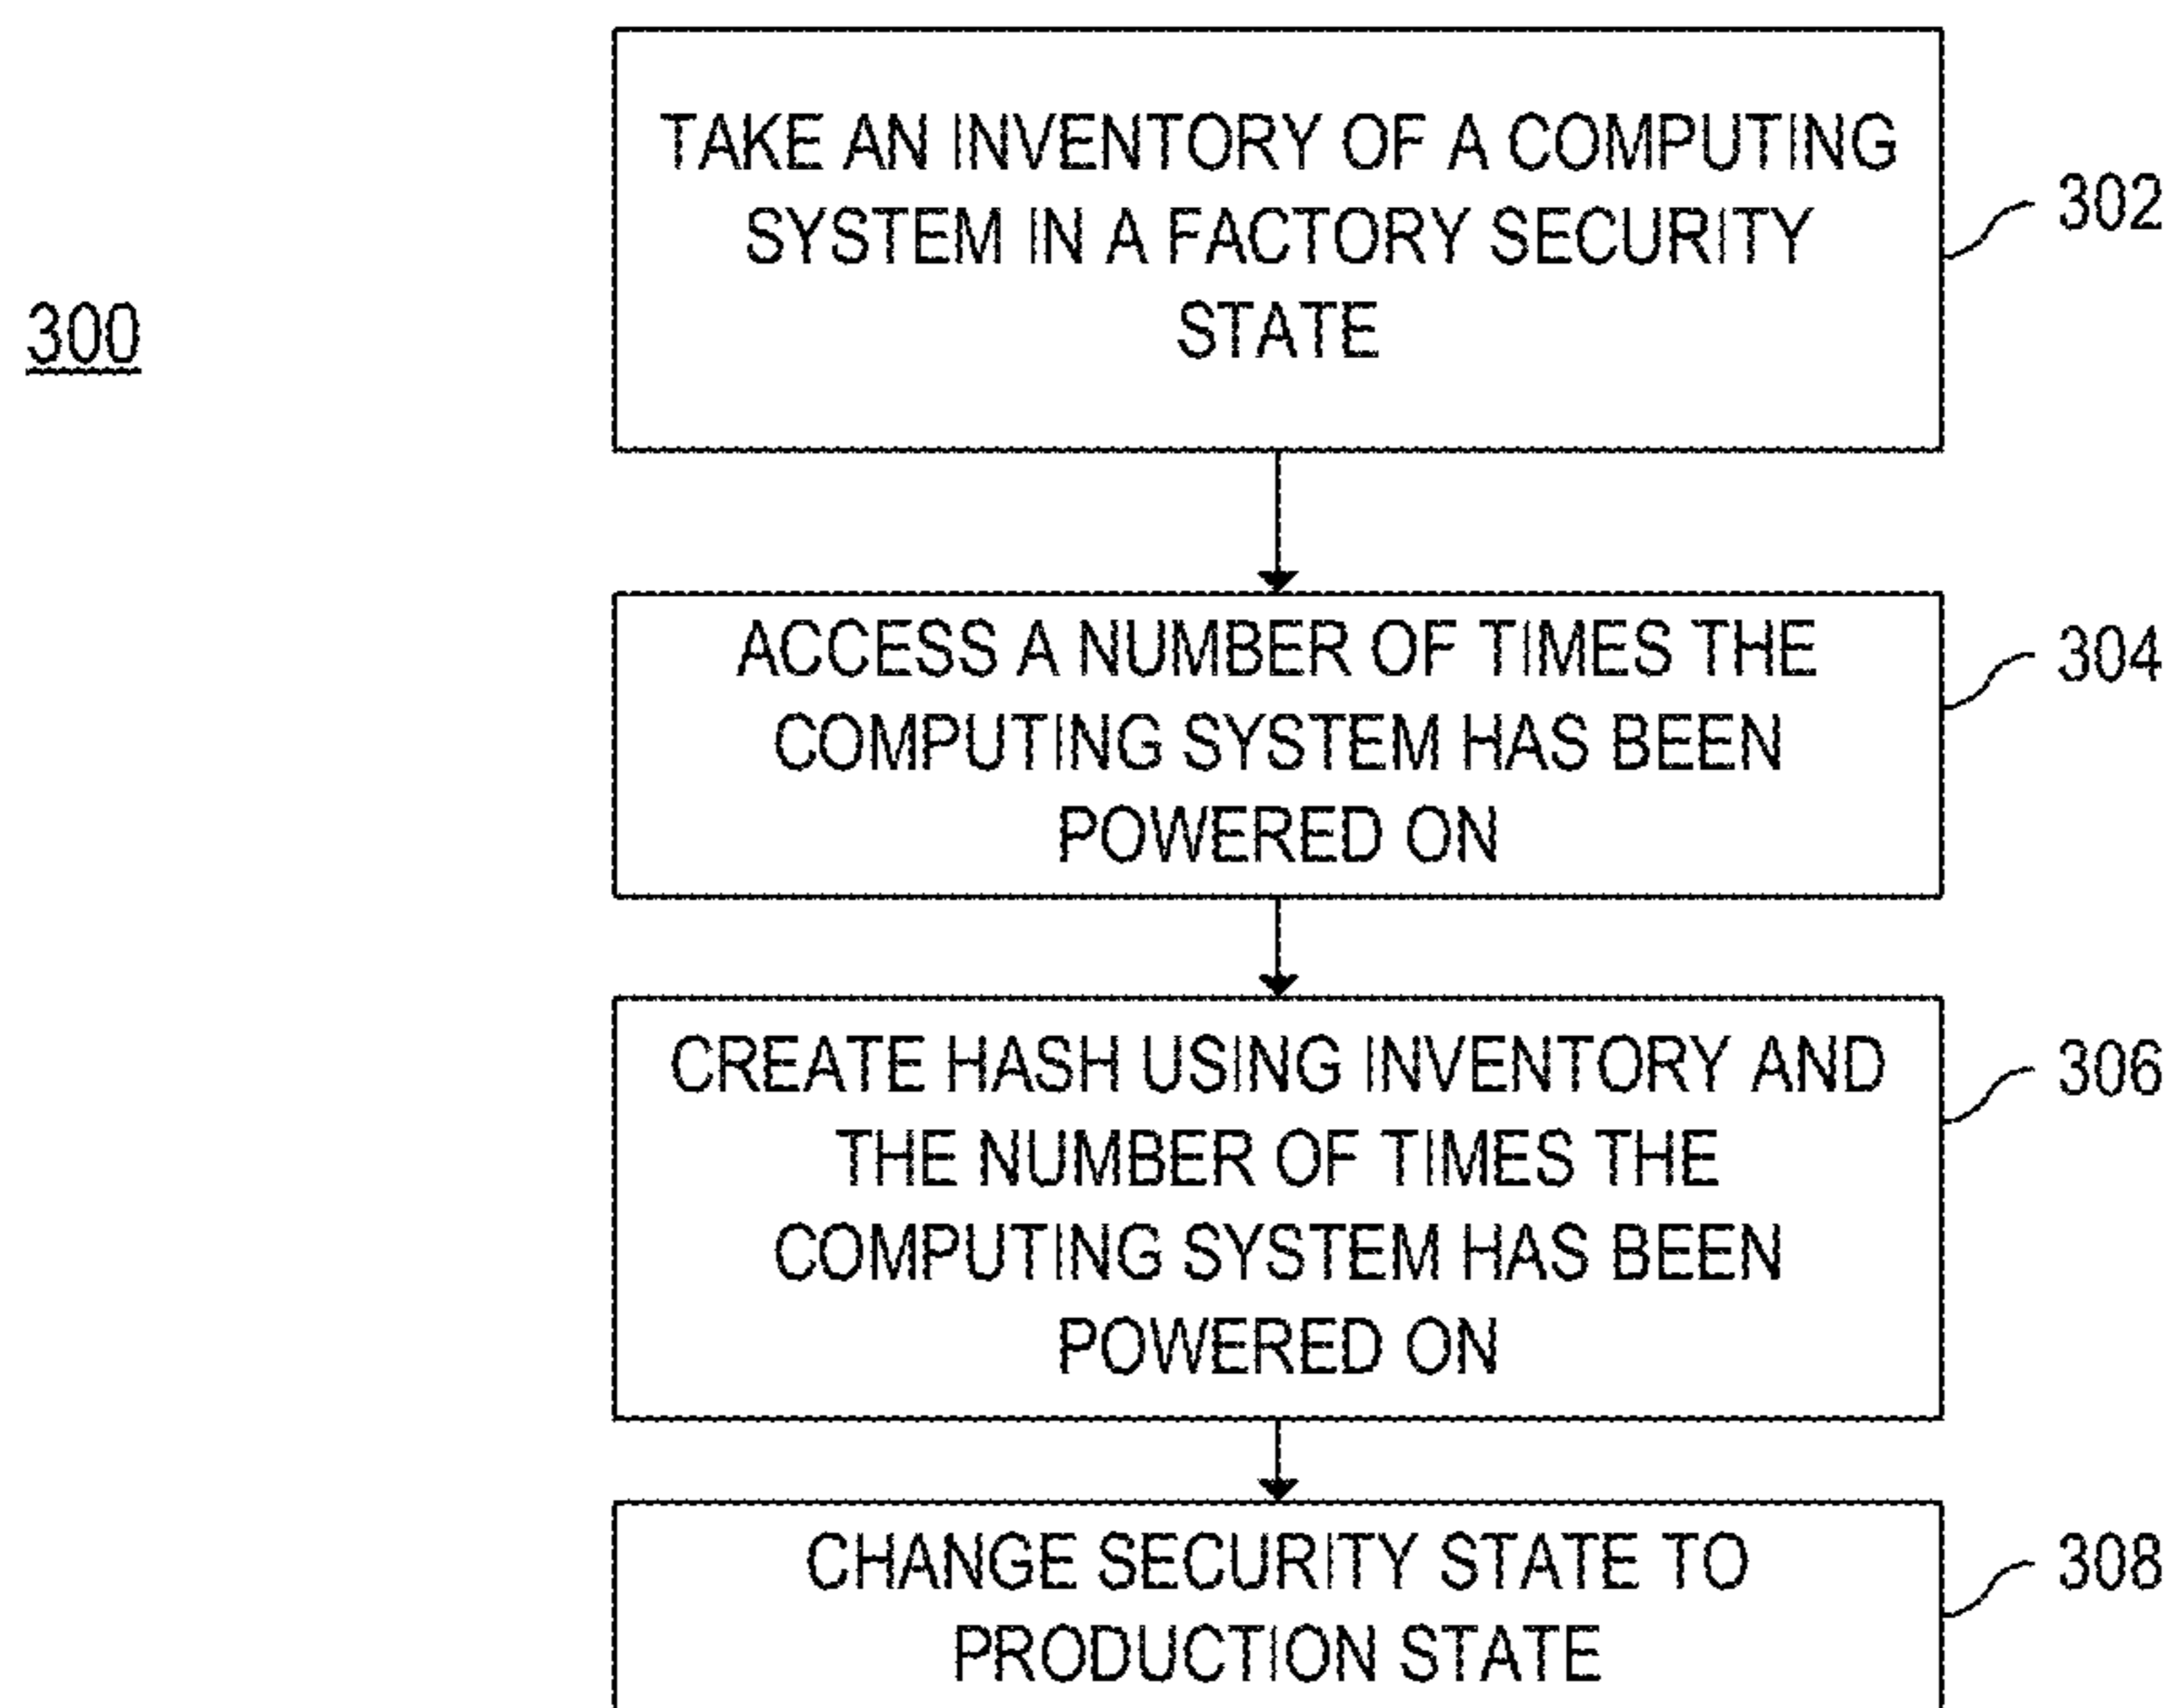 300
TAKE AN INVENTORY OF A COMPUTING
SYSTEM IN A FACTORY SECURITY
STATE
302
ACCESS A NUMBER OF TIMES THE
COMPUTING SYSTEM HAS BEEN
POWERED ON
304
CREATE HASH USING INVENTORY AND
THE NUMBER OF TIMES THE
COMPUTING SYSTEM HAS BEEN
POWERED ON
306
CHANGE SECURITY STATE TO
PRODUCTION STATE
308